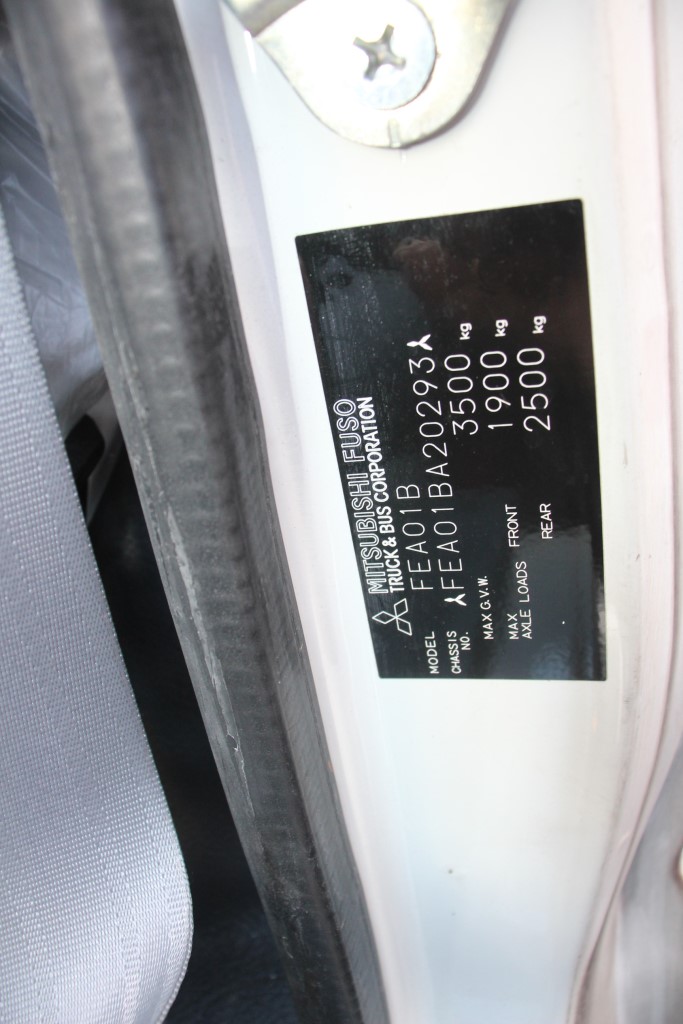 MITSUBISHI FUSO
TRUCK & BUS CORPORATION
MODEL FEA01B
CHASSIS NO. FEA01BA20293
MAX G.V.W. 3500 kg
MAX AXLE LOADS FRONT 1900 kg
REAR 2500 kg